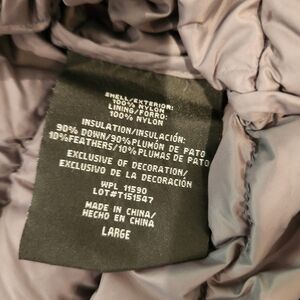 SHELL/EXTERIOR:
100% NYLON
LINING/FORRO:
100% NYLON
INSULATION/INSULACIÓN:
90% DOWN/90%PLUMÓN DE PATO
10%FEATHERS/10%PLUMAS DE PATO
EXCLUSIVE OF DECORATION/
EXCLUSIVO DE LA DECORACIÓN
WPL 11590
LOT#T151547
MADE IN CHINA/
HECHO EN CHINA
LARGE